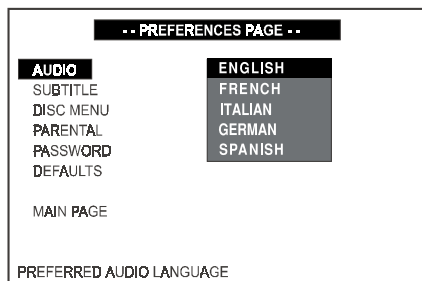 - - PREFERENCES PAGE - -
AUDIO
SUBTITLE
DISC MENU
PARENTAL
PASSWORD
DEFAULTS
MAIN PAGE
ENGLISH
FRENCH
ITALIAN
GERMAN
SPANISH
PREFERRED AUDIO LANGUAGE